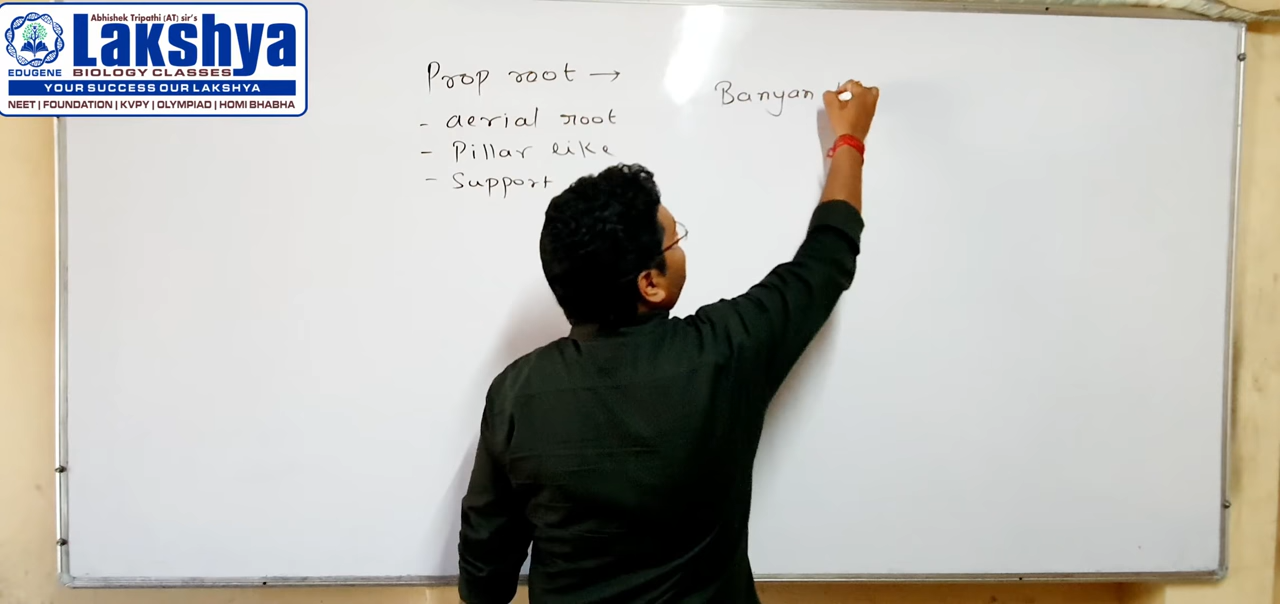 Abhishek Tripathi (AT) sir's
Lakshya
EDUGENE BIOLOGY CLASSES
YOUR SUCCESS OUR LAKSHYA
NEET | FOUNDATION | KVPY | OLYMPIAD | HOMI BHABHA
Prop root →
Banyan
- aerial root
- Pillar like
- Support